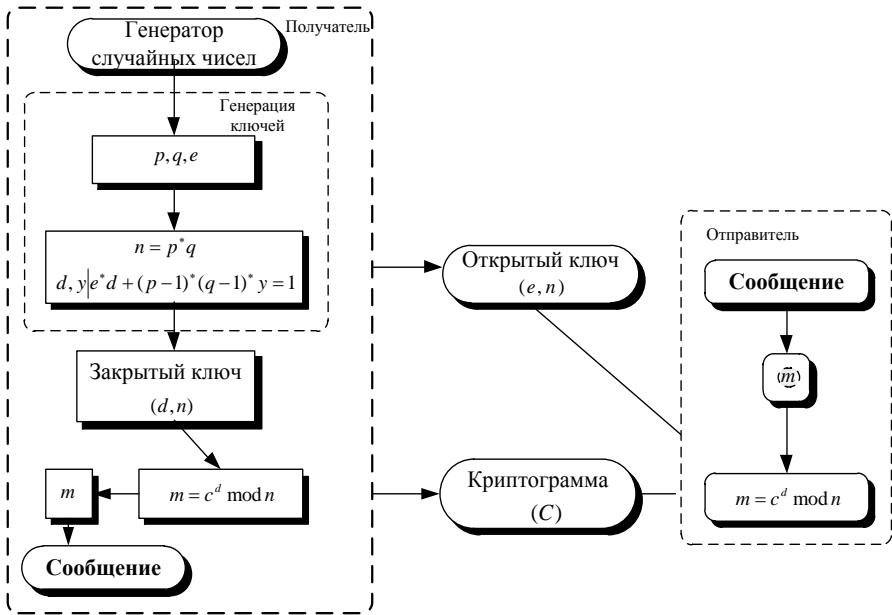 Получатель
Генератор
случайных чисел
Генерация
ключей
p, q, e
n = p*q
d, y|e*d + (p−1)*(q−1)*y = 1
Закрытый ключ
(d, n)
m = c^d mod n
m
Сообщение
Открытый ключ
(e, n)
Криптограмма
(C)
Отправитель
Сообщение
(m)
m = c^d mod n